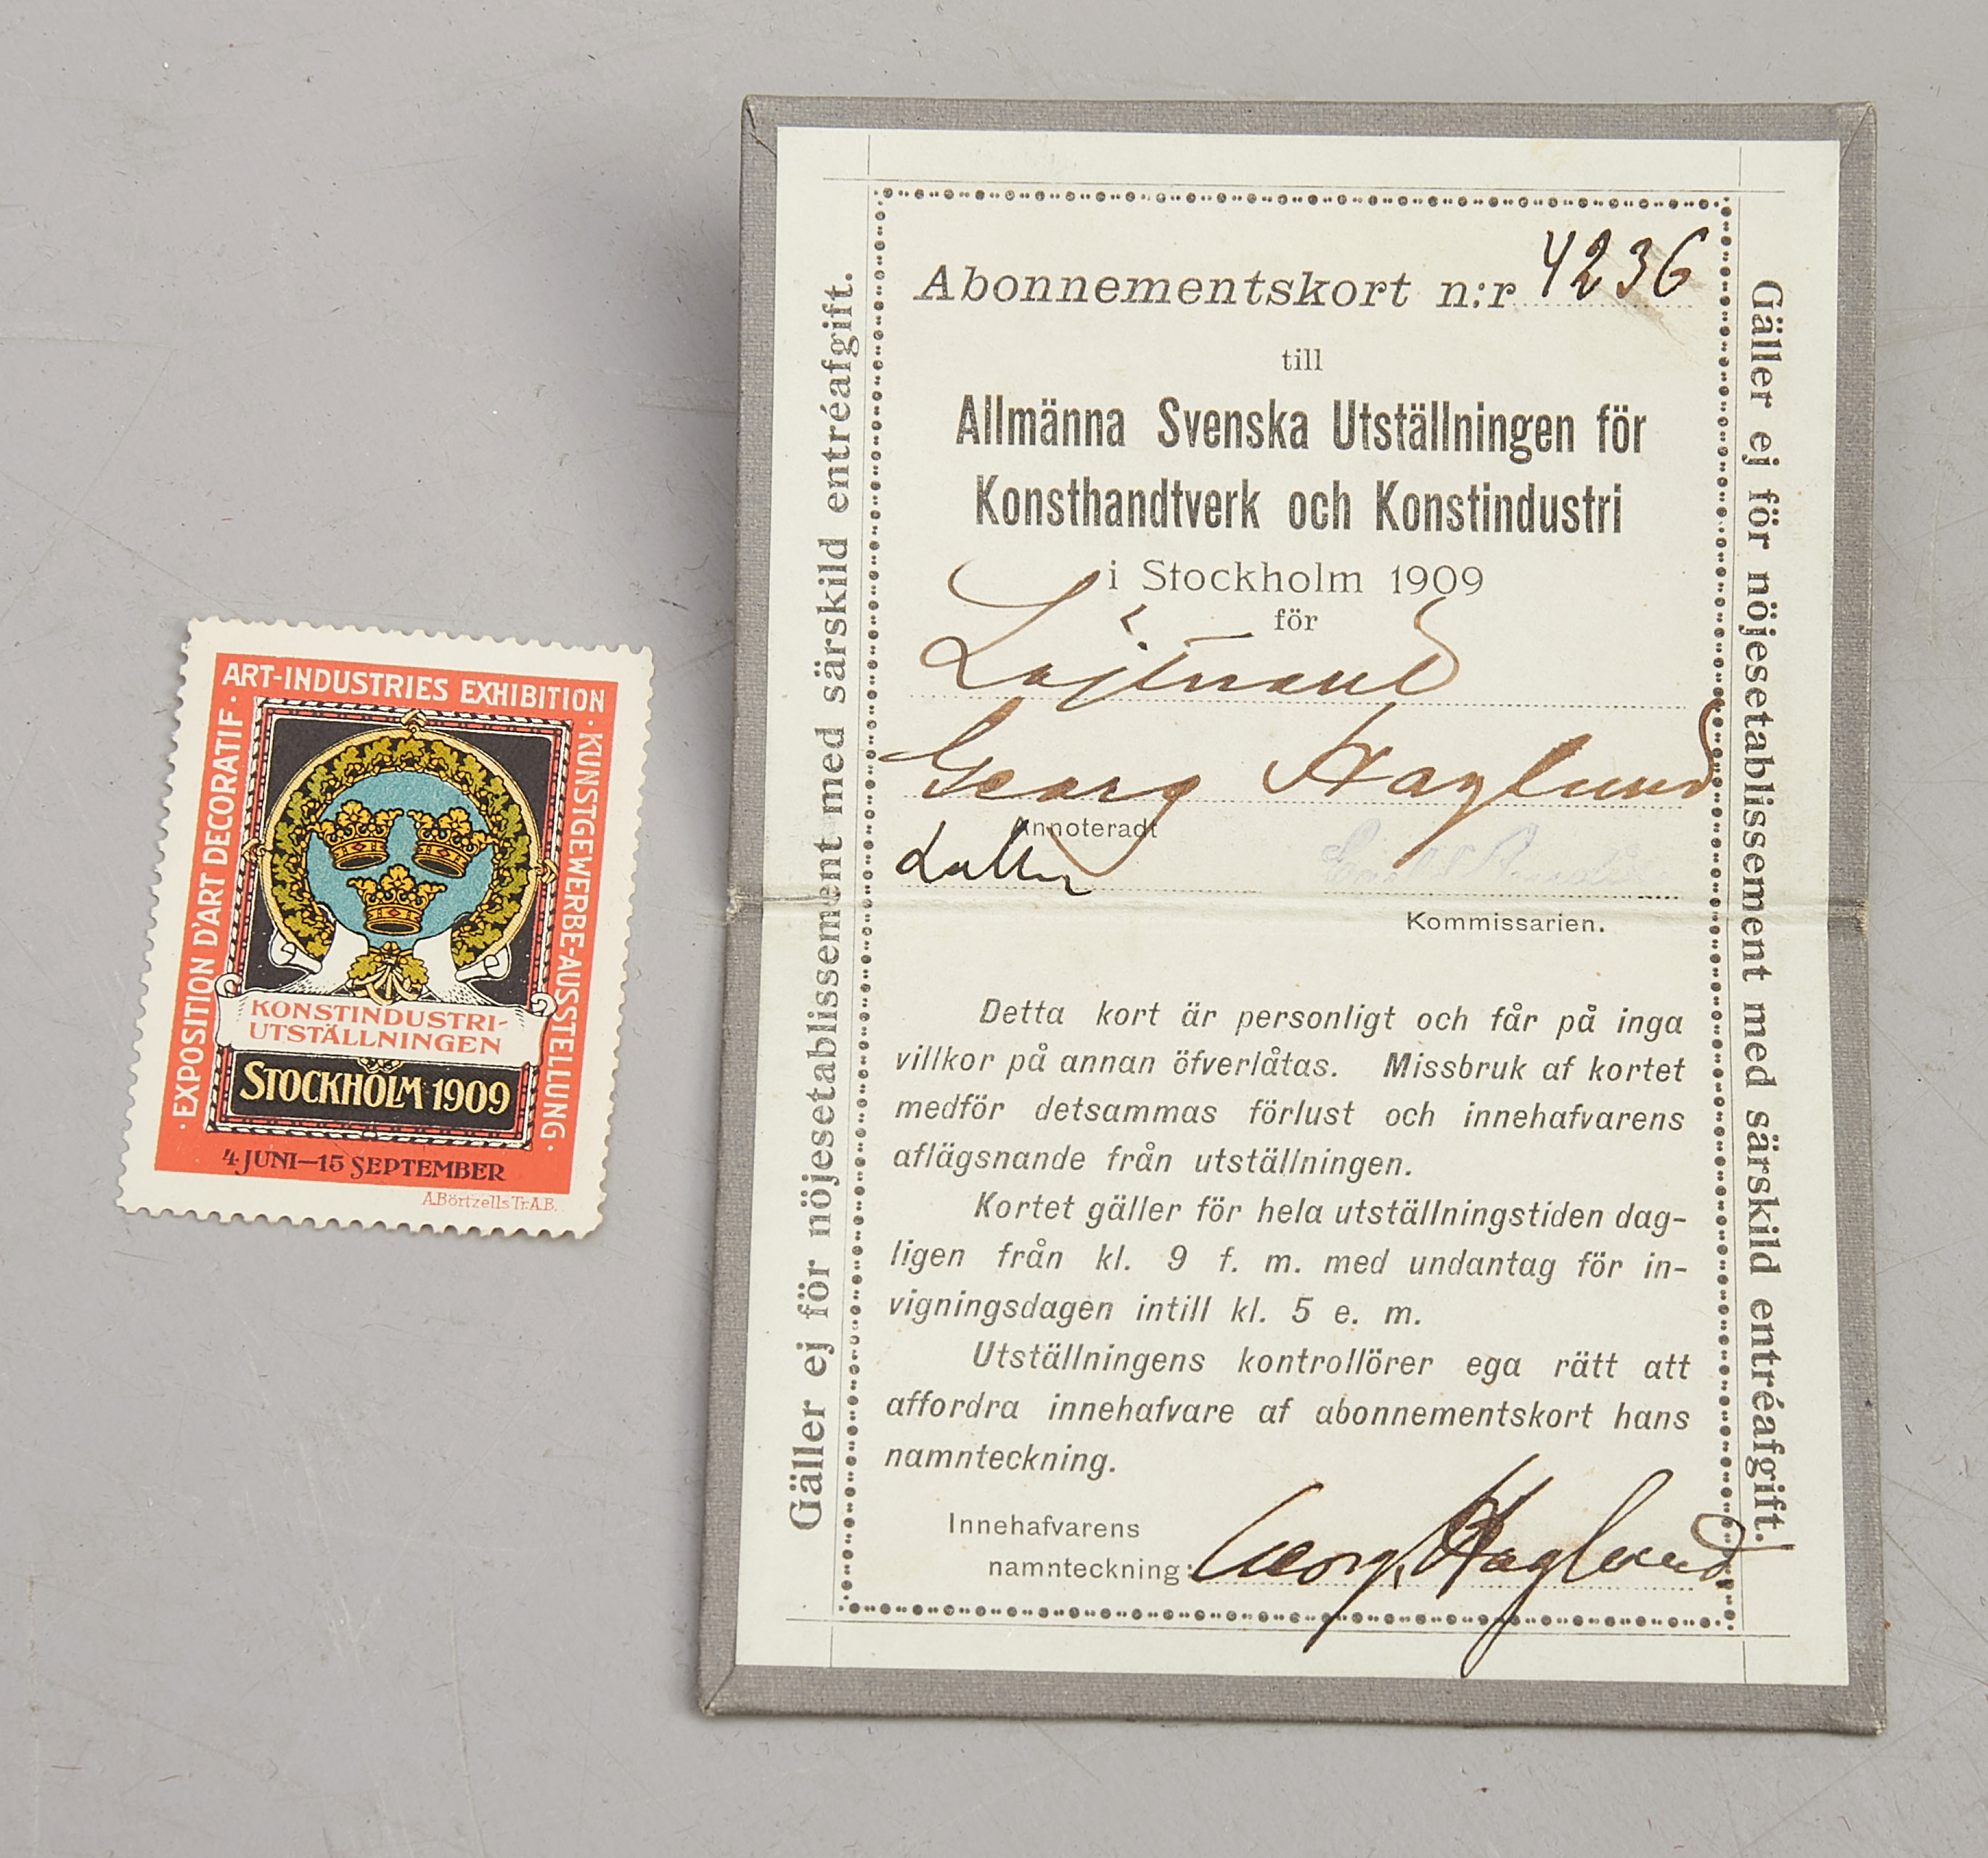 ART-INDUSTRIES EXHIBITION
· EXPOSITION D'ART DECORATIF ·
· KUNSTGEWERBE-AUSSTELLUNG ·
KONSTINDUSTRI-
UTSTÄLLNINGEN
STOCKHOLM 1909
4 JUNI—15 SEPTEMBER
A.Börtzells Tr.A.B.
Gäller ej för nöjesetablissement med särskild entréafgift.
Abonnementskort n:r 4236
till
Allmänna Svenska Utställningen för
Konsthandtverk och Konstindustri
i Stockholm 1909
för
Löjtnant
Georg Haglund
Annoteradt
Kommissarien.
Detta kort är personligt och får på inga
villkor på annan öfverlåtas. Missbruk af kortet
medför detsammas förlust och innehafvarens
aflägsnande från utställningen.
Kortet gäller för hela utställningstiden dag-
ligen från kl. 9 f. m. med undantag för in-
vigningsdagen intill kl. 5 e. m.
Utställningens kontrollörer ega rätt att
affordra innehafvare af abonnementskort hans
namnteckning.
Innehafvarens
namnteckning: Georg Haglund
Gäller ej för nöjesetablissement med särskild entréafgift.